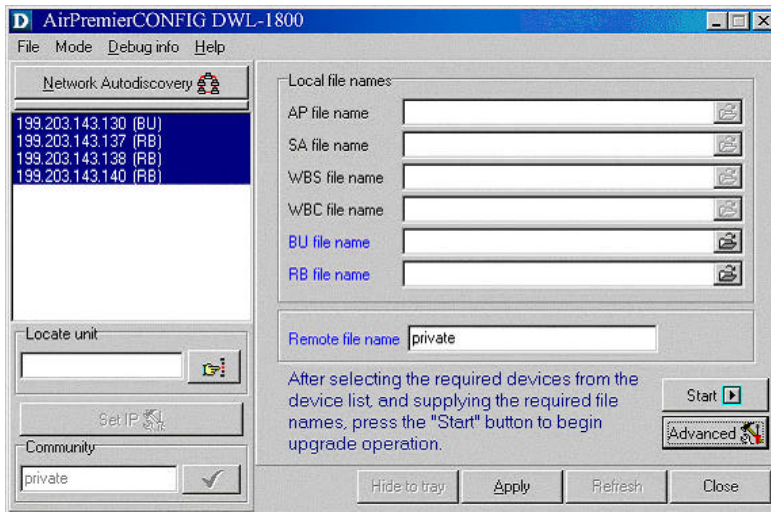 D AirPremierCONFIG DWL-1800
File Mode Debug info Help
Network Autodiscovery
199.203.143.130 (BU)
199.203.143.137 (RB)
199.203.143.138 (RB)
199.203.143.140 (RB)
Locate unit
Set IP
Community
private
Local file names
AP file name
SA file name
WBS file name
WBC file name
BU file name
RB file name
Remote file name private
After selecting the required devices from the
device list, and supplying the required file
names, press the "Start" button to begin
upgrade operation.
Start
Advanced
Hide to tray Apply Refresh Close